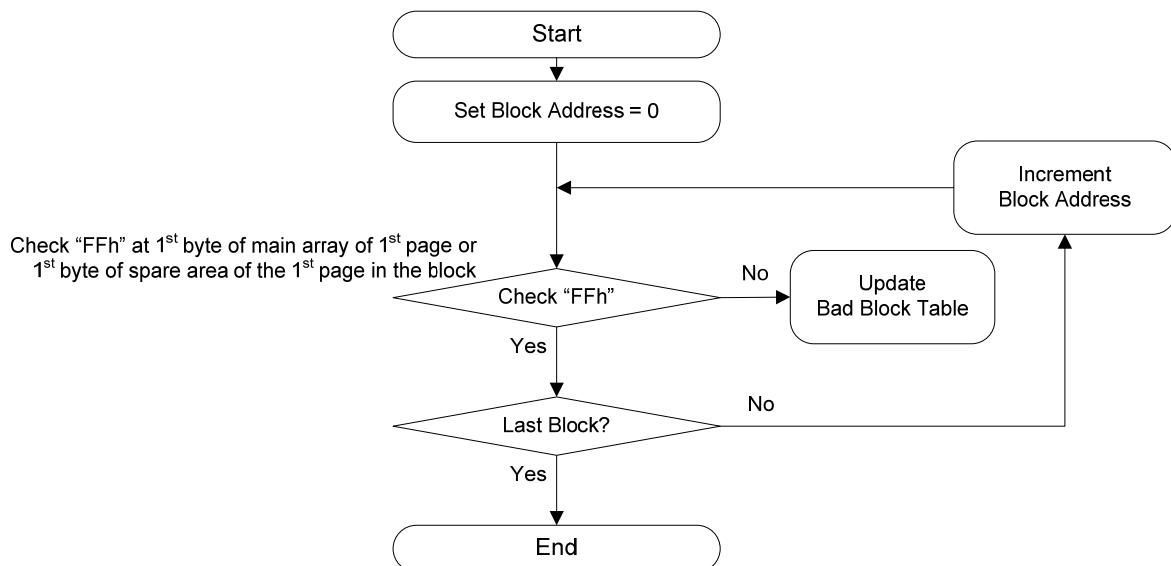 Start
Set Block Address = 0
Increment
Block Address
Check “FFh” at 1st byte of main array of 1st page or
1st byte of spare area of the 1st page in the block
Check “FFh”
No
Update
Bad Block Table
Yes
Last Block?
No
Yes
End